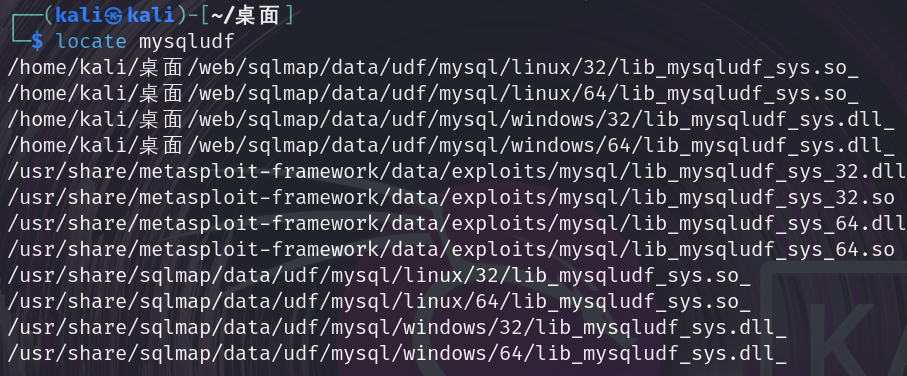 ┌──(kali㉿kali)-[~/桌面]
└─$ locate mysqludf
/home/kali/桌面/web/sqlmap/data/udf/mysql/linux/32/lib_mysqludf_sys.so_
/home/kali/桌面/web/sqlmap/data/udf/mysql/linux/64/lib_mysqludf_sys.so_
/home/kali/桌面/web/sqlmap/data/udf/mysql/windows/32/lib_mysqludf_sys.dll_
/home/kali/桌面/web/sqlmap/data/udf/mysql/windows/64/lib_mysqludf_sys.dll_
/usr/share/metasploit-framework/data/exploits/mysql/lib_mysqludf_sys_32.dll
/usr/share/metasploit-framework/data/exploits/mysql/lib_mysqludf_sys_32.so
/usr/share/metasploit-framework/data/exploits/mysql/lib_mysqludf_sys_64.dll
/usr/share/metasploit-framework/data/exploits/mysql/lib_mysqludf_sys_64.so
/usr/share/sqlmap/data/udf/mysql/linux/32/lib_mysqludf_sys.so_
/usr/share/sqlmap/data/udf/mysql/linux/64/lib_mysqludf_sys.so_
/usr/share/sqlmap/data/udf/mysql/windows/32/lib_mysqludf_sys.dll_
/usr/share/sqlmap/data/udf/mysql/windows/64/lib_mysqludf_sys.dll_